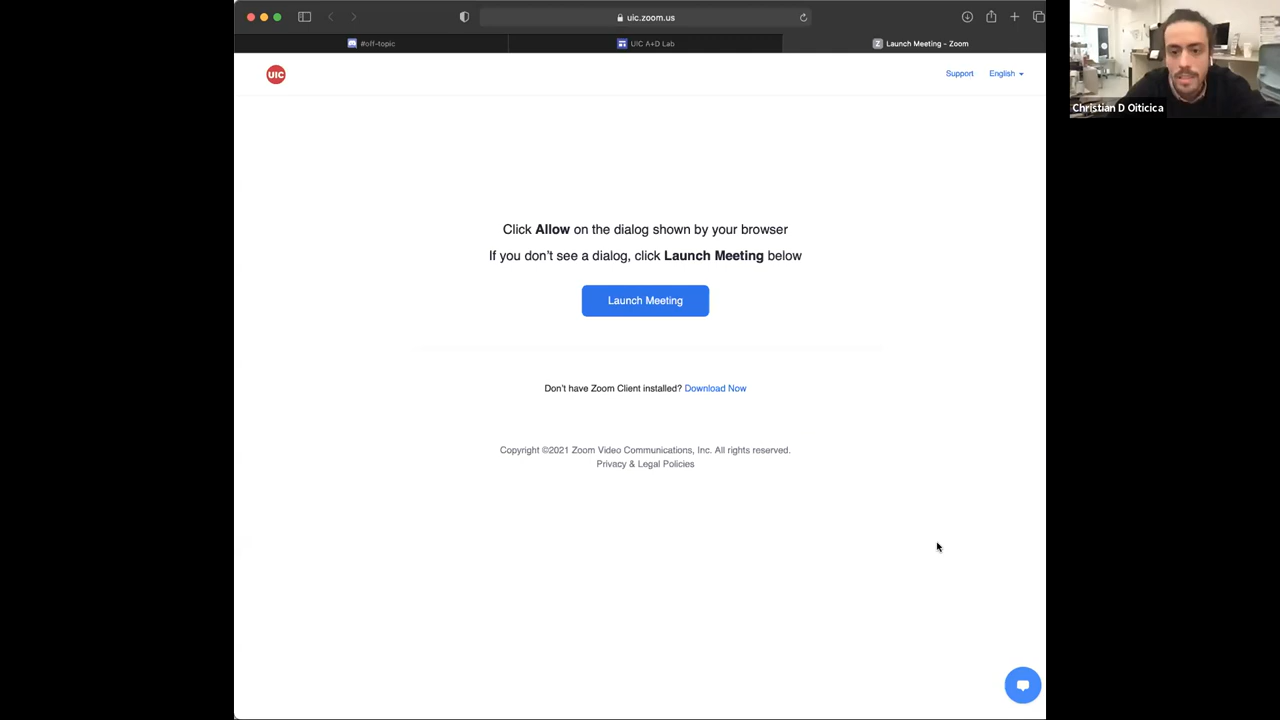 uic.zoom.us
#off-topic
UIC A+D Lab
Z
Launch Meeting - Zoom
UIC
Support
English
Christian D Oiticica
Click Allow on the dialog shown by your browser
If you don't see a dialog, click Launch Meeting below
Launch Meeting
Don't have Zoom Client installed? Download Now
Copyright ©2021 Zoom Video Communications, Inc. All rights reserved.
Privacy & Legal Policies